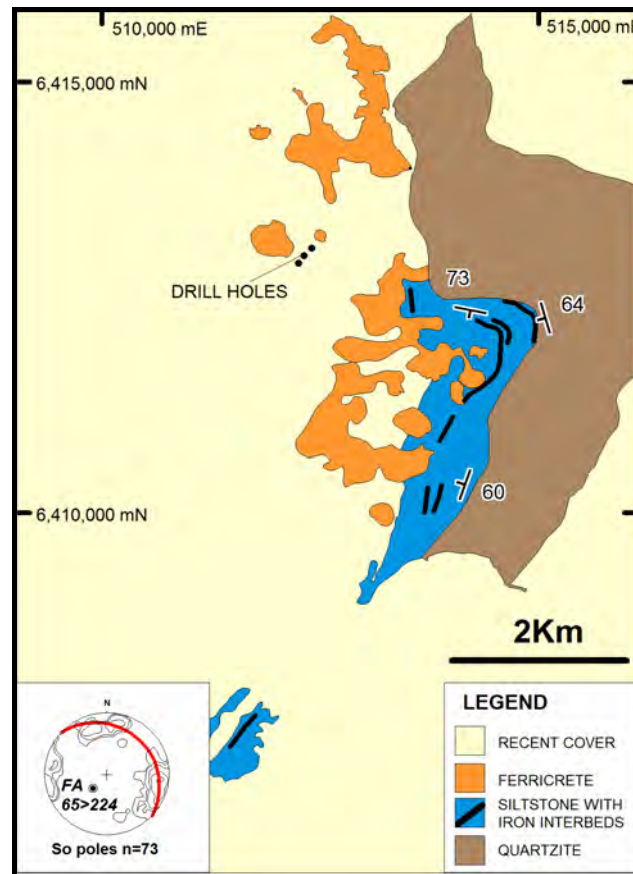 510,000 mE
515,000 mE
6,415,000 mN
DRILL HOLES
73
64
6,410,000 mN
60
2Km
N
FA
65>224
So poles n=73
LEGEND
RECENT COVER
FERRICRETE
SILTSTONE WITH
IRON INTERBEDS
QUARTZITE